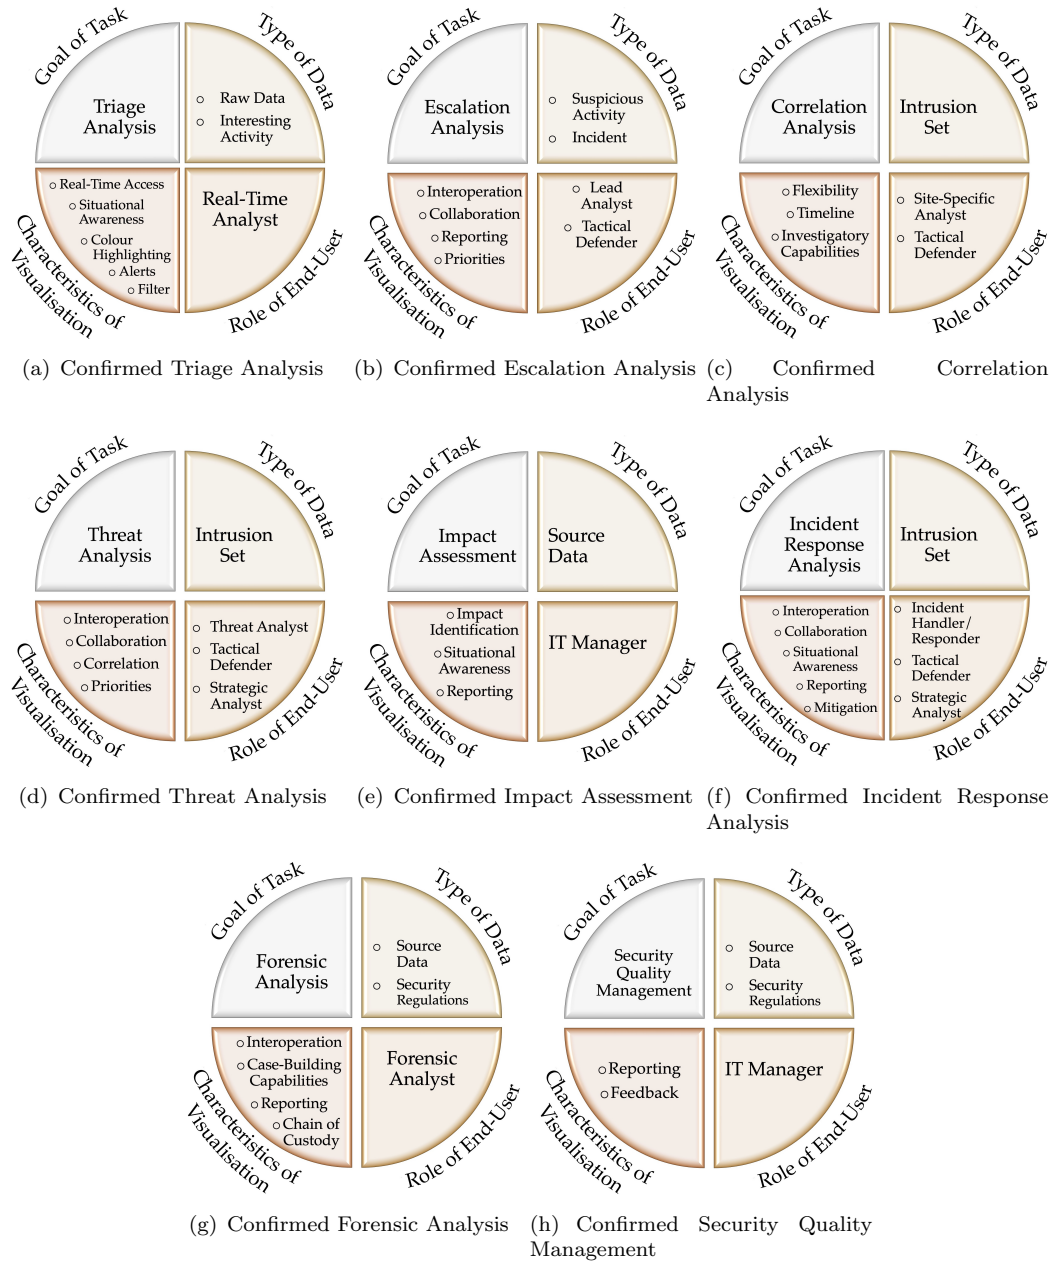 Goal of Task
Type of Data
Triage
Analysis
○ Raw Data
○ Interesting
Activity
○ Real-Time Access
○ Situational
Awareness
○ Colour
Highlighting
○ Alerts
○ Filter
Real-Time
Analyst
Characteristics of
Visualisation
Role of End-User
(a) Confirmed Triage Analysis
Goal of Task
Type of Data
Escalation
Analysis
○ Suspicious
Activity
○ Incident
○ Interoperation
○ Collaboration
○ Reporting
○ Priorities
○ Lead
Analyst
○ Tactical
Defender
Characteristics of
Visualisation
Role of End-User
(b) Confirmed Escalation Analysis
Goal of Task
Type of Data
Correlation
Analysis
Intrusion
Set
○ Flexibility
○ Timeline
○ Investigatory
Capabilities
○ Site-Specific
Analyst
○ Tactical
Defender
Characteristics of
Visualisation
Role of End-User
(c) Confirmed Correlation
Analysis
Goal of Task
Type of Data
Threat
Analysis
Intrusion
Set
○ Interoperation
○ Collaboration
○ Correlation
○ Priorities
○ Threat Analyst
○ Tactical
Defender
○ Strategic
Analyst
Characteristics of
Visualisation
Role of End-User
(d) Confirmed Threat Analysis
Goal of Task
Type of Data
Impact
Assessment
Source
Data
○ Impact
Identification
○ Situational
Awareness
○ Reporting
IT Manager
Characteristics of
Visualisation
Role of End-User
(e) Confirmed Impact Assessment
Goal of Task
Type of Data
Incident
Response
Analysis
Intrusion
Set
○ Interoperation
○ Collaboration
○ Situational
Awareness
○ Reporting
○ Mitigation
○ Incident
Handler/
Responder
○ Tactical
Defender
○ Strategic
Analyst
Characteristics of
Visualisation
Role of End-User
(f) Confirmed Incident Response
Analysis
Goal of Task
Type of Data
Forensic
Analysis
○ Source
Data
○ Security
Regulations
○ Interoperation
○ Case-Building
Capabilities
○ Reporting
○ Chain of
Custody
Forensic
Analyst
Characteristics of
Visualisation
Role of End-User
(g) Confirmed Forensic Analysis
Goal of Task
Type of Data
Security
Quality
Management
○ Source
Data
○ Security
Regulations
○ Reporting
○ Feedback
IT Manager
Characteristics of
Visualisation
Role of End-User
(h) Confirmed Security Quality
Management